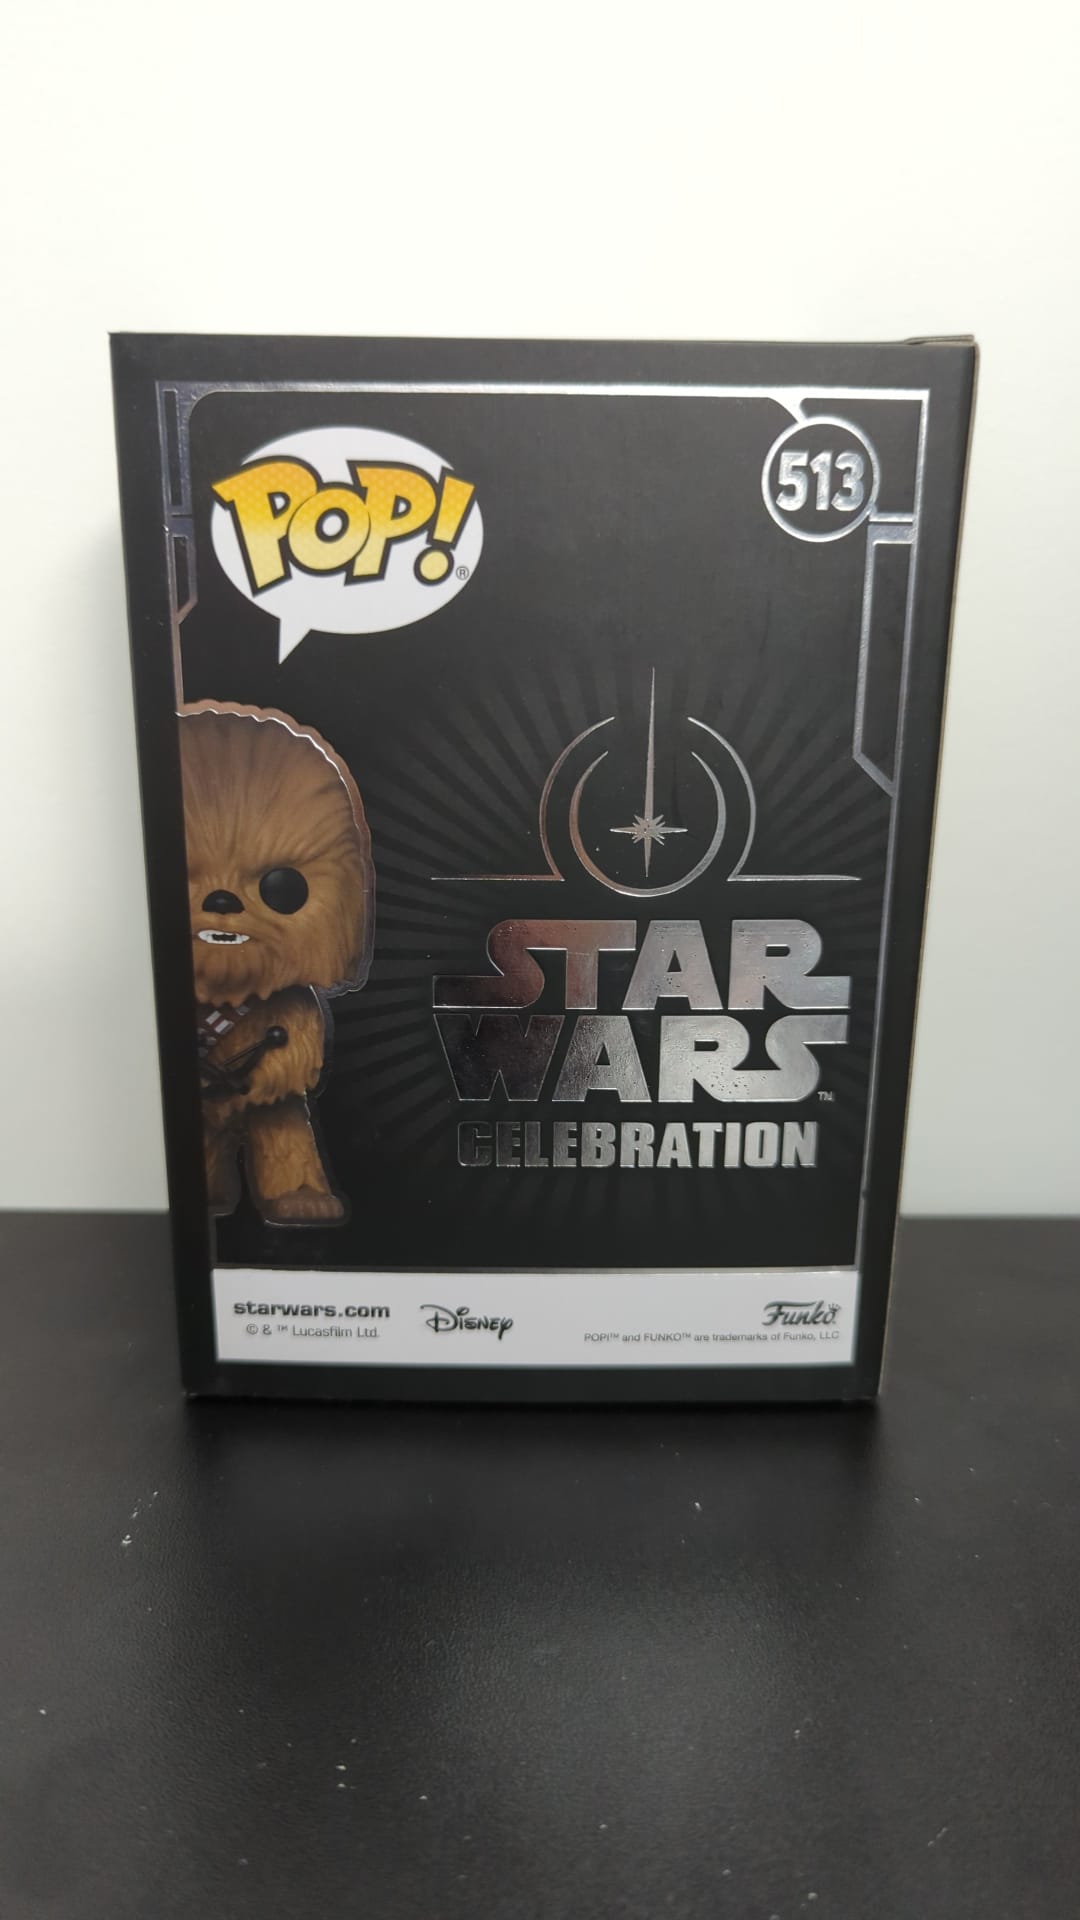 POP!®
513
STAR
WARS™
CELEBRATION
starwars.com
© & ™ Lucasfilm Ltd.
Disney
Funko
POP!™ and FUNKO™ are trademarks of Funko, LLC